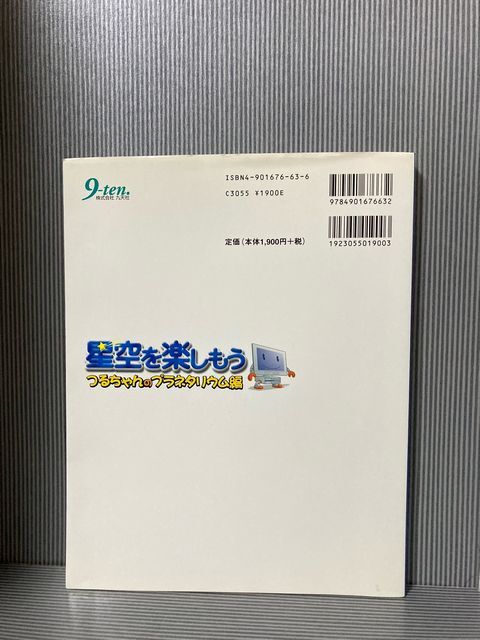 9-ten.
株式会社 九天社
ISBN4-901676-63-6
C3055 ¥1900E
9784901676632
定価(本体1,900円+税)
1923055019003
星空を楽しもう
つるちゃんのプラネタリウム編